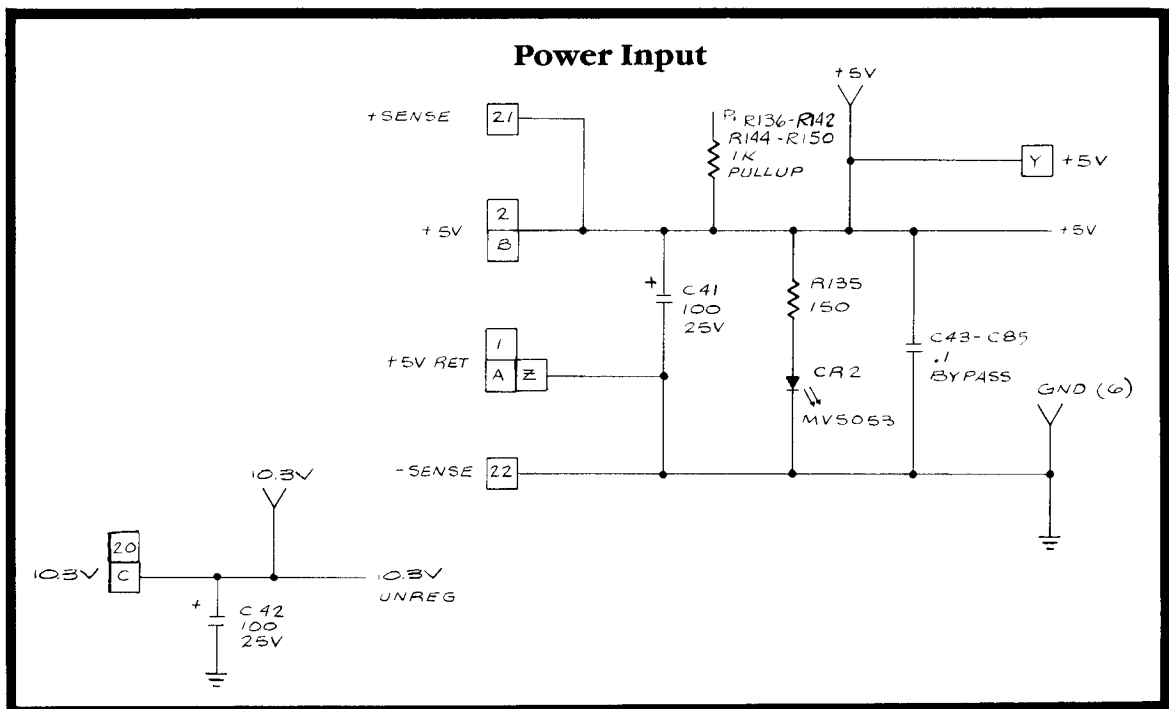 Power Input
+5V
+SENSE
21
P, R136-R142
R144-R150
1K
PULLUP
Y
+5V
+5V
2
B
+5V
+
C41
100
25V
R135
150
C43-C85
.1
BYPASS
+5V RET
1
A
Z
CR2
MV5053
GND (6)
-SENSE
22
10.3V
10.3V
20
C
10.3V
UNREG
+
C42
100
25V